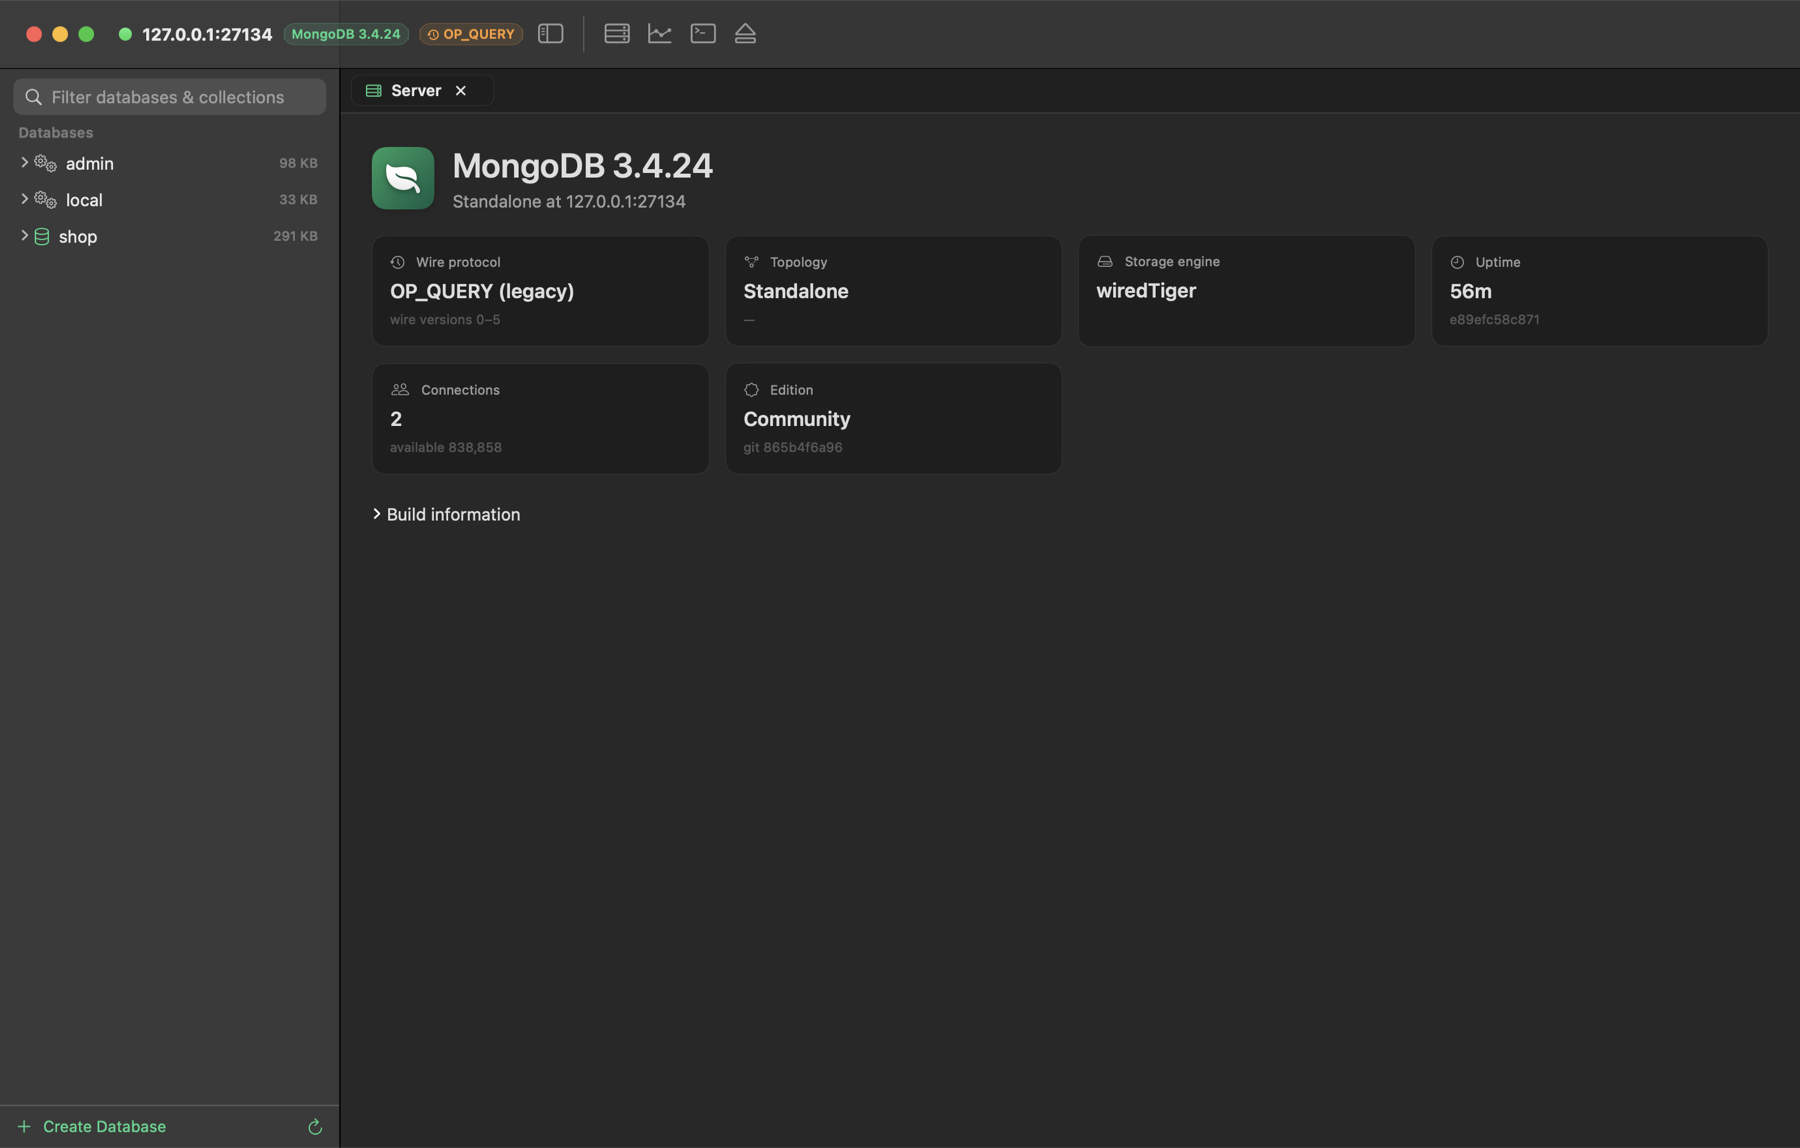 127.0.0.1:27134 MongoDB 3.4.24 OP_QUERY
Filter databases & collections
Databases
admin 98 KB
local 33 KB
shop 291 KB
Create Database
Server
MongoDB 3.4.24
Standalone at 127.0.0.1:27134
Wire protocol
OP_QUERY (legacy)
wire versions 0–5
Topology
Standalone
—
Storage engine
wiredTiger
Uptime
56m
e89efc58c871
Connections
2
available 838,858
Edition
Community
git 865b4f6a96
Build information